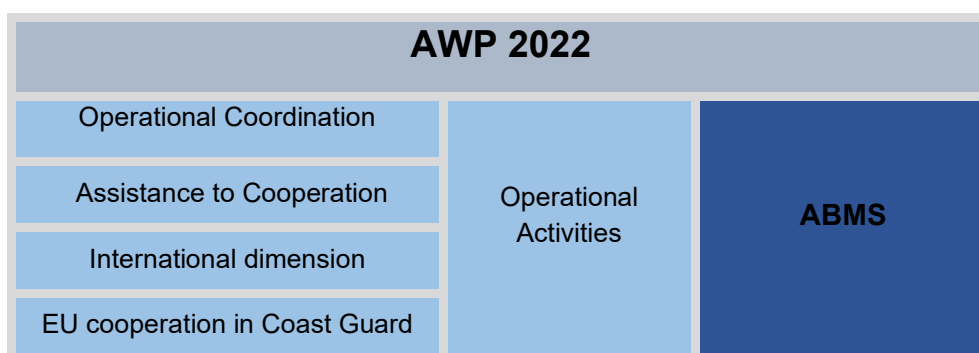 AWP 2022
Operational Coordination
Assistance to Cooperation
International dimension
EU cooperation in Coast Guard
Operational
Activities
ABMS